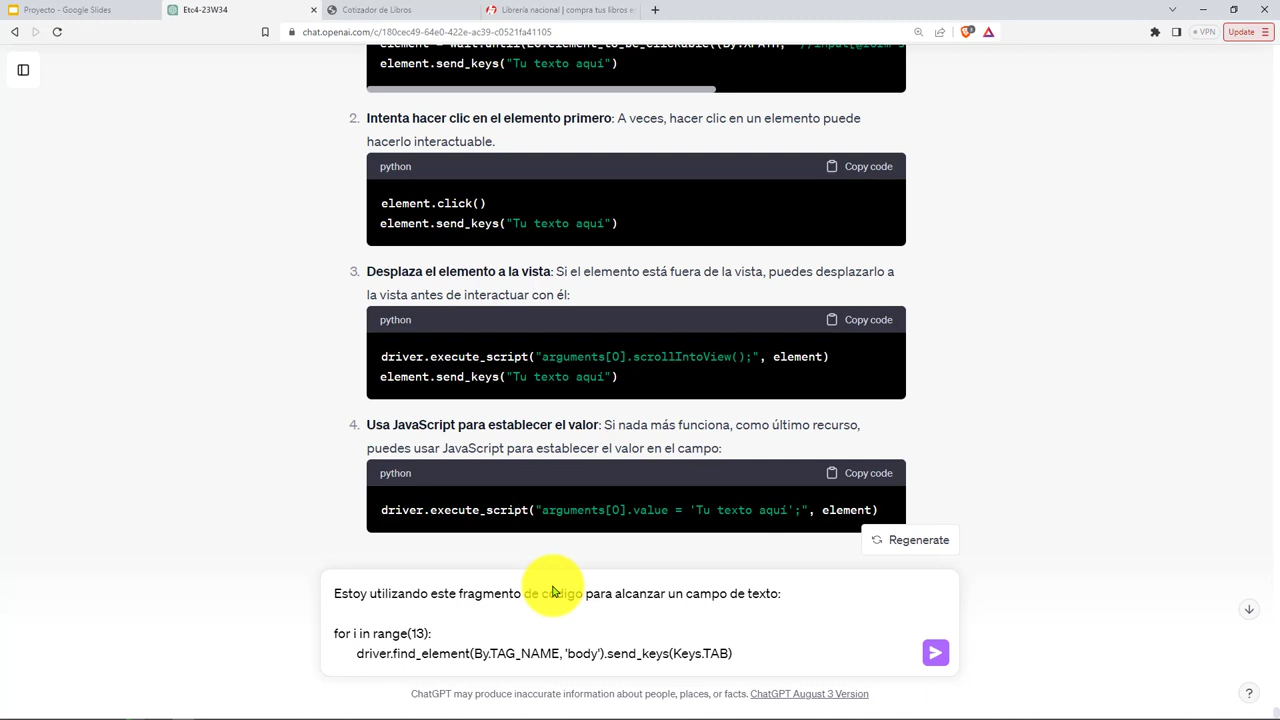 Proyecto - Google Slides
Etc4-23W34
Cotizador de Libros
Librería nacional | compra tus libros e
chat.openai.com/c/180cec49-64e0-422e-ac39-c0521fa41105
VPN
Update
element.send_keys("Tu texto aquí")
2. Intenta hacer clic en el elemento primero: A veces, hacer clic en un elemento puede
hacerlo interactuable.
python
Copy code
element.click()
element.send_keys("Tu texto aquí")
3. Desplaza el elemento a la vista: Si el elemento está fuera de la vista, puedes desplazarlo a
la vista antes de interactuar con él:
python
Copy code
driver.execute_script("arguments[0].scrollIntoView();", element)
element.send_keys("Tu texto aquí")
4. Usa JavaScript para establecer el valor: Si nada más funciona, como último recurso,
puedes usar JavaScript para establecer el valor en el campo:
python
Copy code
driver.execute_script("arguments[0].value = 'Tu texto aquí';", element)
Regenerate
Estoy utilizando este fragmento de código para alcanzar un campo de texto:
for i in range(13):
driver.find_element(By.TAG_NAME, 'body').send_keys(Keys.TAB)
ChatGPT may produce inaccurate information about people, places, or facts. ChatGPT August 3 Version
?